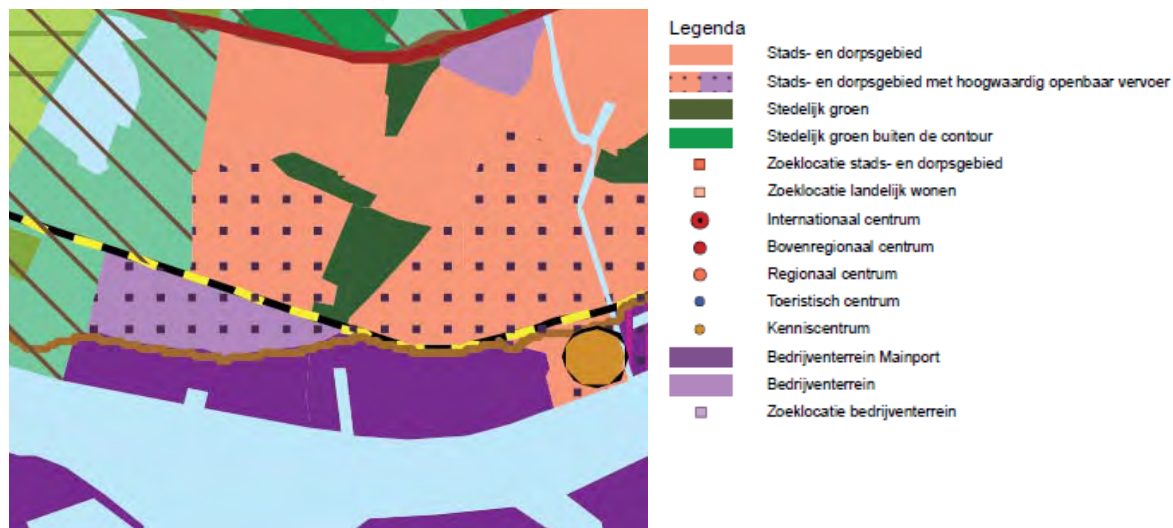 Legenda
Stads- en dorpsgebied
Stads- en dorpsgebied met hoogwaardig openbaar vervoer
Stedelijk groen
Stedelijk groen buiten de contour
Zoeklocatie stads- en dorpsgebied
Zoeklocatie landelijk wonen
Internationaal centrum
Bovenregionaal centrum
Regionaal centrum
Toeristisch centrum
Kenniscentrum
Bedrijventerrein Mainport
Bedrijventerrein
Zoeklocatie bedrijventerrein